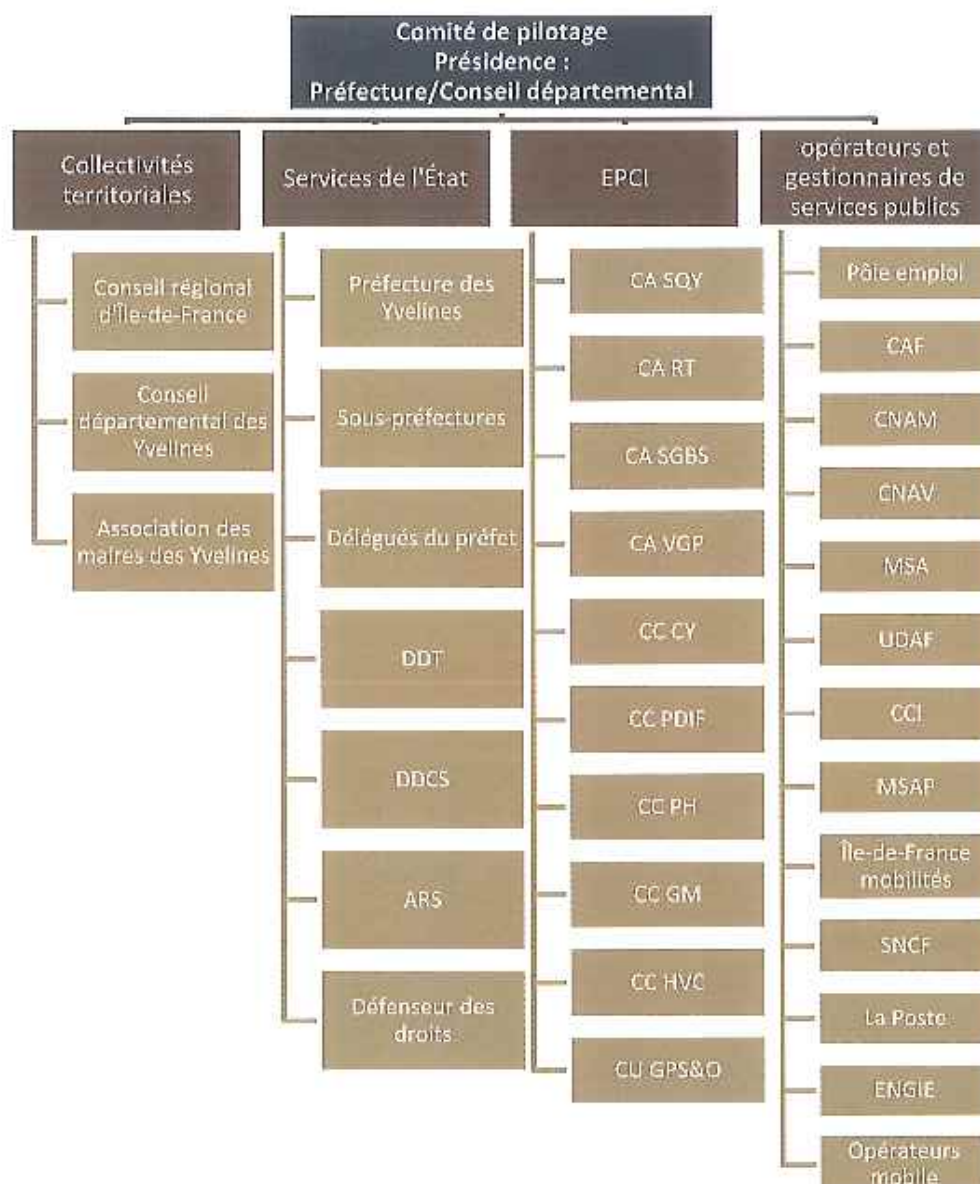 Comité de pilotage
Présidence :
Préfecture/Conseil départemental
Collectivités
territoriales
Conseil régional
d'Île-de-France
Conseil
départemental des
Yvelines
Association des
maires des Yvelines
Services de l'État
Préfecture des
Yvelines
Sous-préfectures
Délégués du préfet
DDT
DDCS
ARS
Défenseur des
droits
EPCI
CA SQY
CA RT
CA SGBS
CA VGP
CC CY
CC PDIF
CC PH
CC GM
CC HVC
CU GPS&O
opérateurs et
gestionnaires de
services publics
Pôle emploi
CAF
CNAM
CNAV
MSA
UDAF
CCI
MSAP
Île-de-France
mobilités
SNCF
La Poste
ENGIE
Opérateurs
mobile